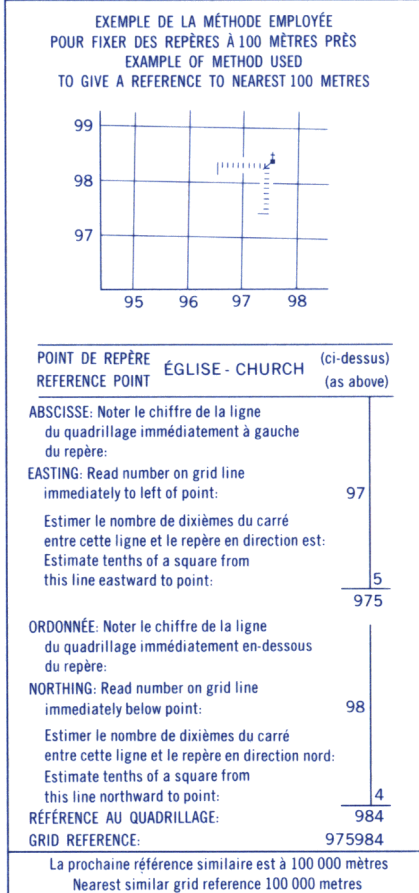 EXEMPLE DE LA MÉTHODE EMPLOYÉE
POUR FIXER DES REPÈRES À 100 MÈTRES PRÈS
EXAMPLE OF METHOD USED
TO GIVE A REFERENCE TO NEAREST 100 METRES
99
98
97
95 96 97 98
POINT DE REPÈRE
REFERENCE POINT
ÉGLISE - CHURCH
(ci-dessus)
(as above)
ABSCISSE: Noter le chiffre de la ligne
du quadrillage immédiatement à gauche
du repère:
EASTING: Read number on grid line
immediately to left of point: 97
Estimer le nombre de dixièmes du carré
entre cette ligne et le repère en direction est:
Estimate tenths of a square from
this line eastward to point: 5
975
ORDONNÉE: Noter le chiffre de la ligne
du quadrillage immédiatement en-dessous
du repère:
NORTHING: Read number on grid line
immediately below point: 98
Estimer le nombre de dixièmes du carré
entre cette ligne et le repère en direction nord:
Estimate tenths of a square from
this line northward to point: 4
RÉFÉRENCE AU QUADRILLAGE: 984
GRID REFERENCE: 975984
La prochaine référence similaire est à 100 000 mètres
Nearest similar grid reference 100 000 metres